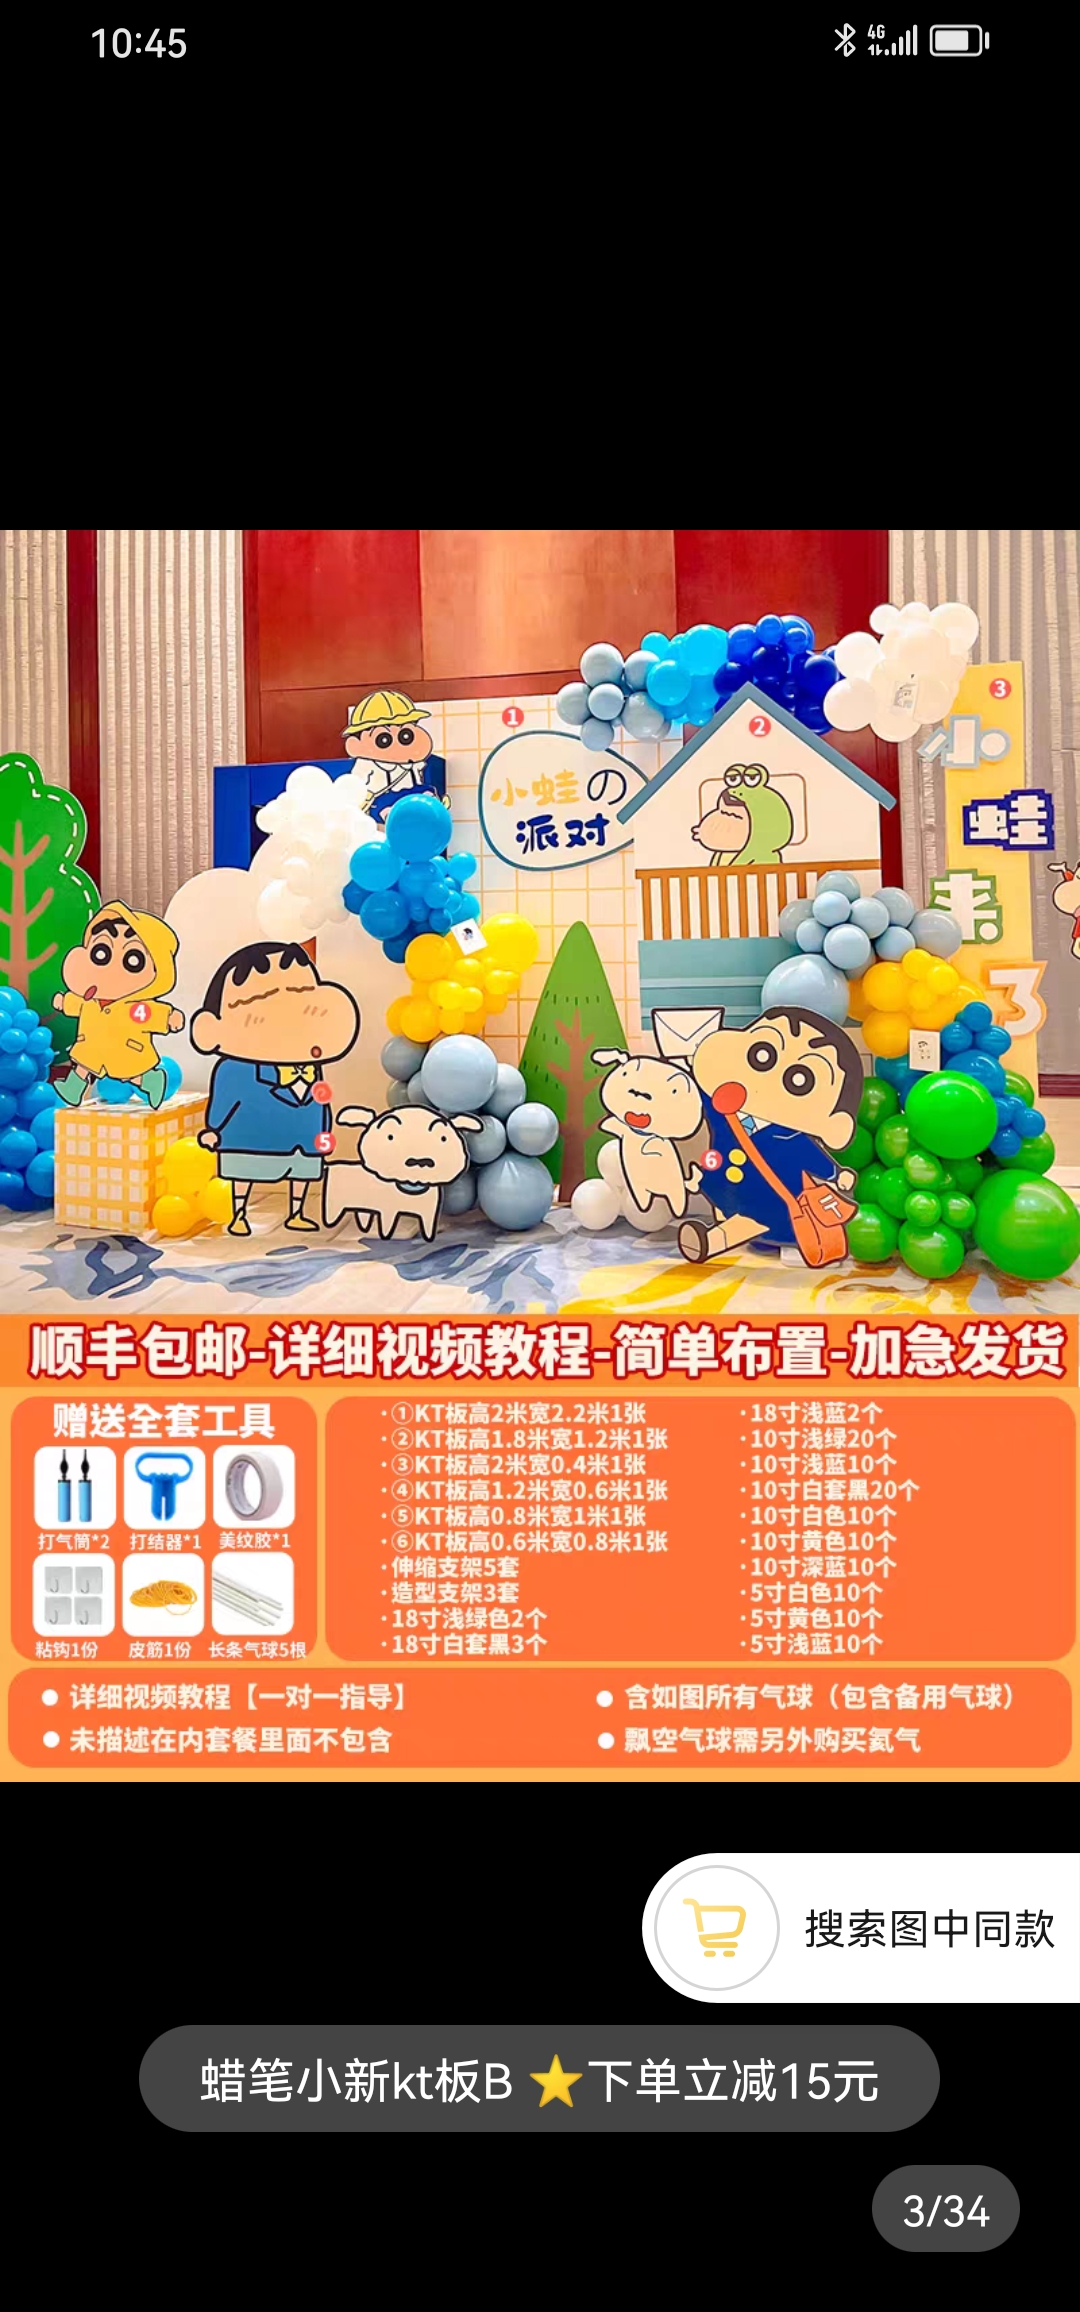 10:45
4G
①
小蛙の
派对
②
③
小
蛙
来
3
④
⑤
⑥
顺丰包邮-详细视频教程-简单布置-加急发货
赠送全套工具
打气筒*2 打结器*1 美纹胶*1
粘钩1份 皮筋1份 长条气球5根
·①KT板高2米宽2.2米1张
·②KT板高1.8米宽1.2米1张
·③KT板高2米宽0.4米1张
·④KT板高1.2米宽0.6米1张
·⑤KT板高0.8米宽1米1张
·⑥KT板高0.6米宽0.8米1张
·伸缩支架5套
·造型支架3套
·18寸浅绿色2个
·18寸白套黑3个
·18寸浅蓝2个
·10寸浅绿20个
·10寸浅蓝10个
·10寸白套黑20个
·10寸白色10个
·10寸黄色10个
·10寸深蓝10个
·5寸白色10个
·5寸黄色10个
·5寸浅蓝10个
● 详细视频教程【一对一指导】
● 含如图所有气球（包含备用气球）
● 未描述在内套餐里面不包含
● 飘空气球需另外购买氦气
搜索图中同款
蜡笔小新kt板B ⭐下单立减15元
3/34